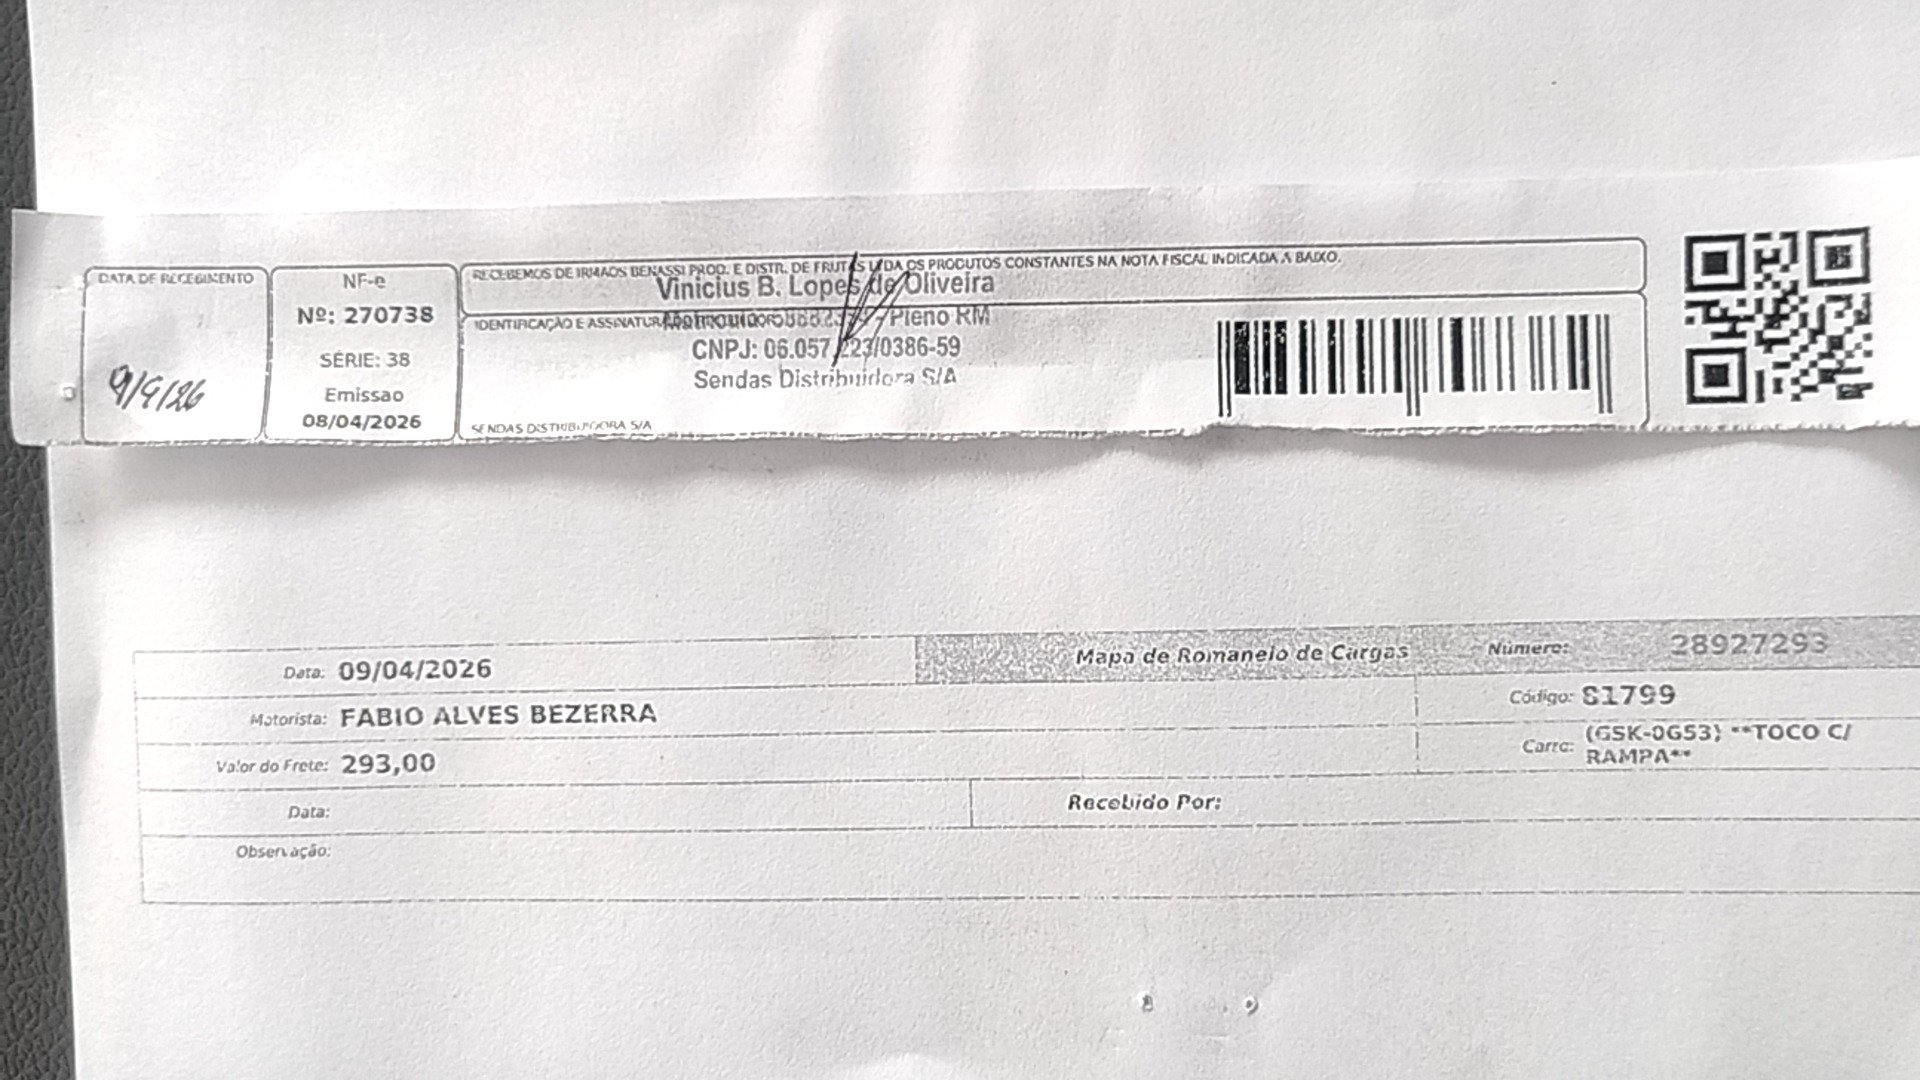 DATA DE RECEBIMENTO
9/9/26
NF-e
Nº: 270738
SÉRIE: 38
Emissao
08/04/2026
RECEBEMOS DE IRMAOS BENASSI PROD. E DISTR. DE FRUTAS LTDA OS PRODUTOS CONSTANTES NA NOTA FISCAL INDICADA A BAIXO.
Vinicius B. Lopes de Oliveira
IDENTIFICAÇÃO E ASSINATURA
Pleno RM
CNPJ: 06.057.223/0386-59
Sendas Distribuidora S/A
SENDAS DISTRIBUIDORA S/A
Data: 09/04/2026
Mapa de Romaneio de Cargas
Número: 28927293
Motorista: FABIO ALVES BEZERRA
Código: 81799
Valor do Frete: 293,00
Carro: (GSK-0G53) **TOCO C/
RAMPA**
Data:
Recebido Por:
Observação: